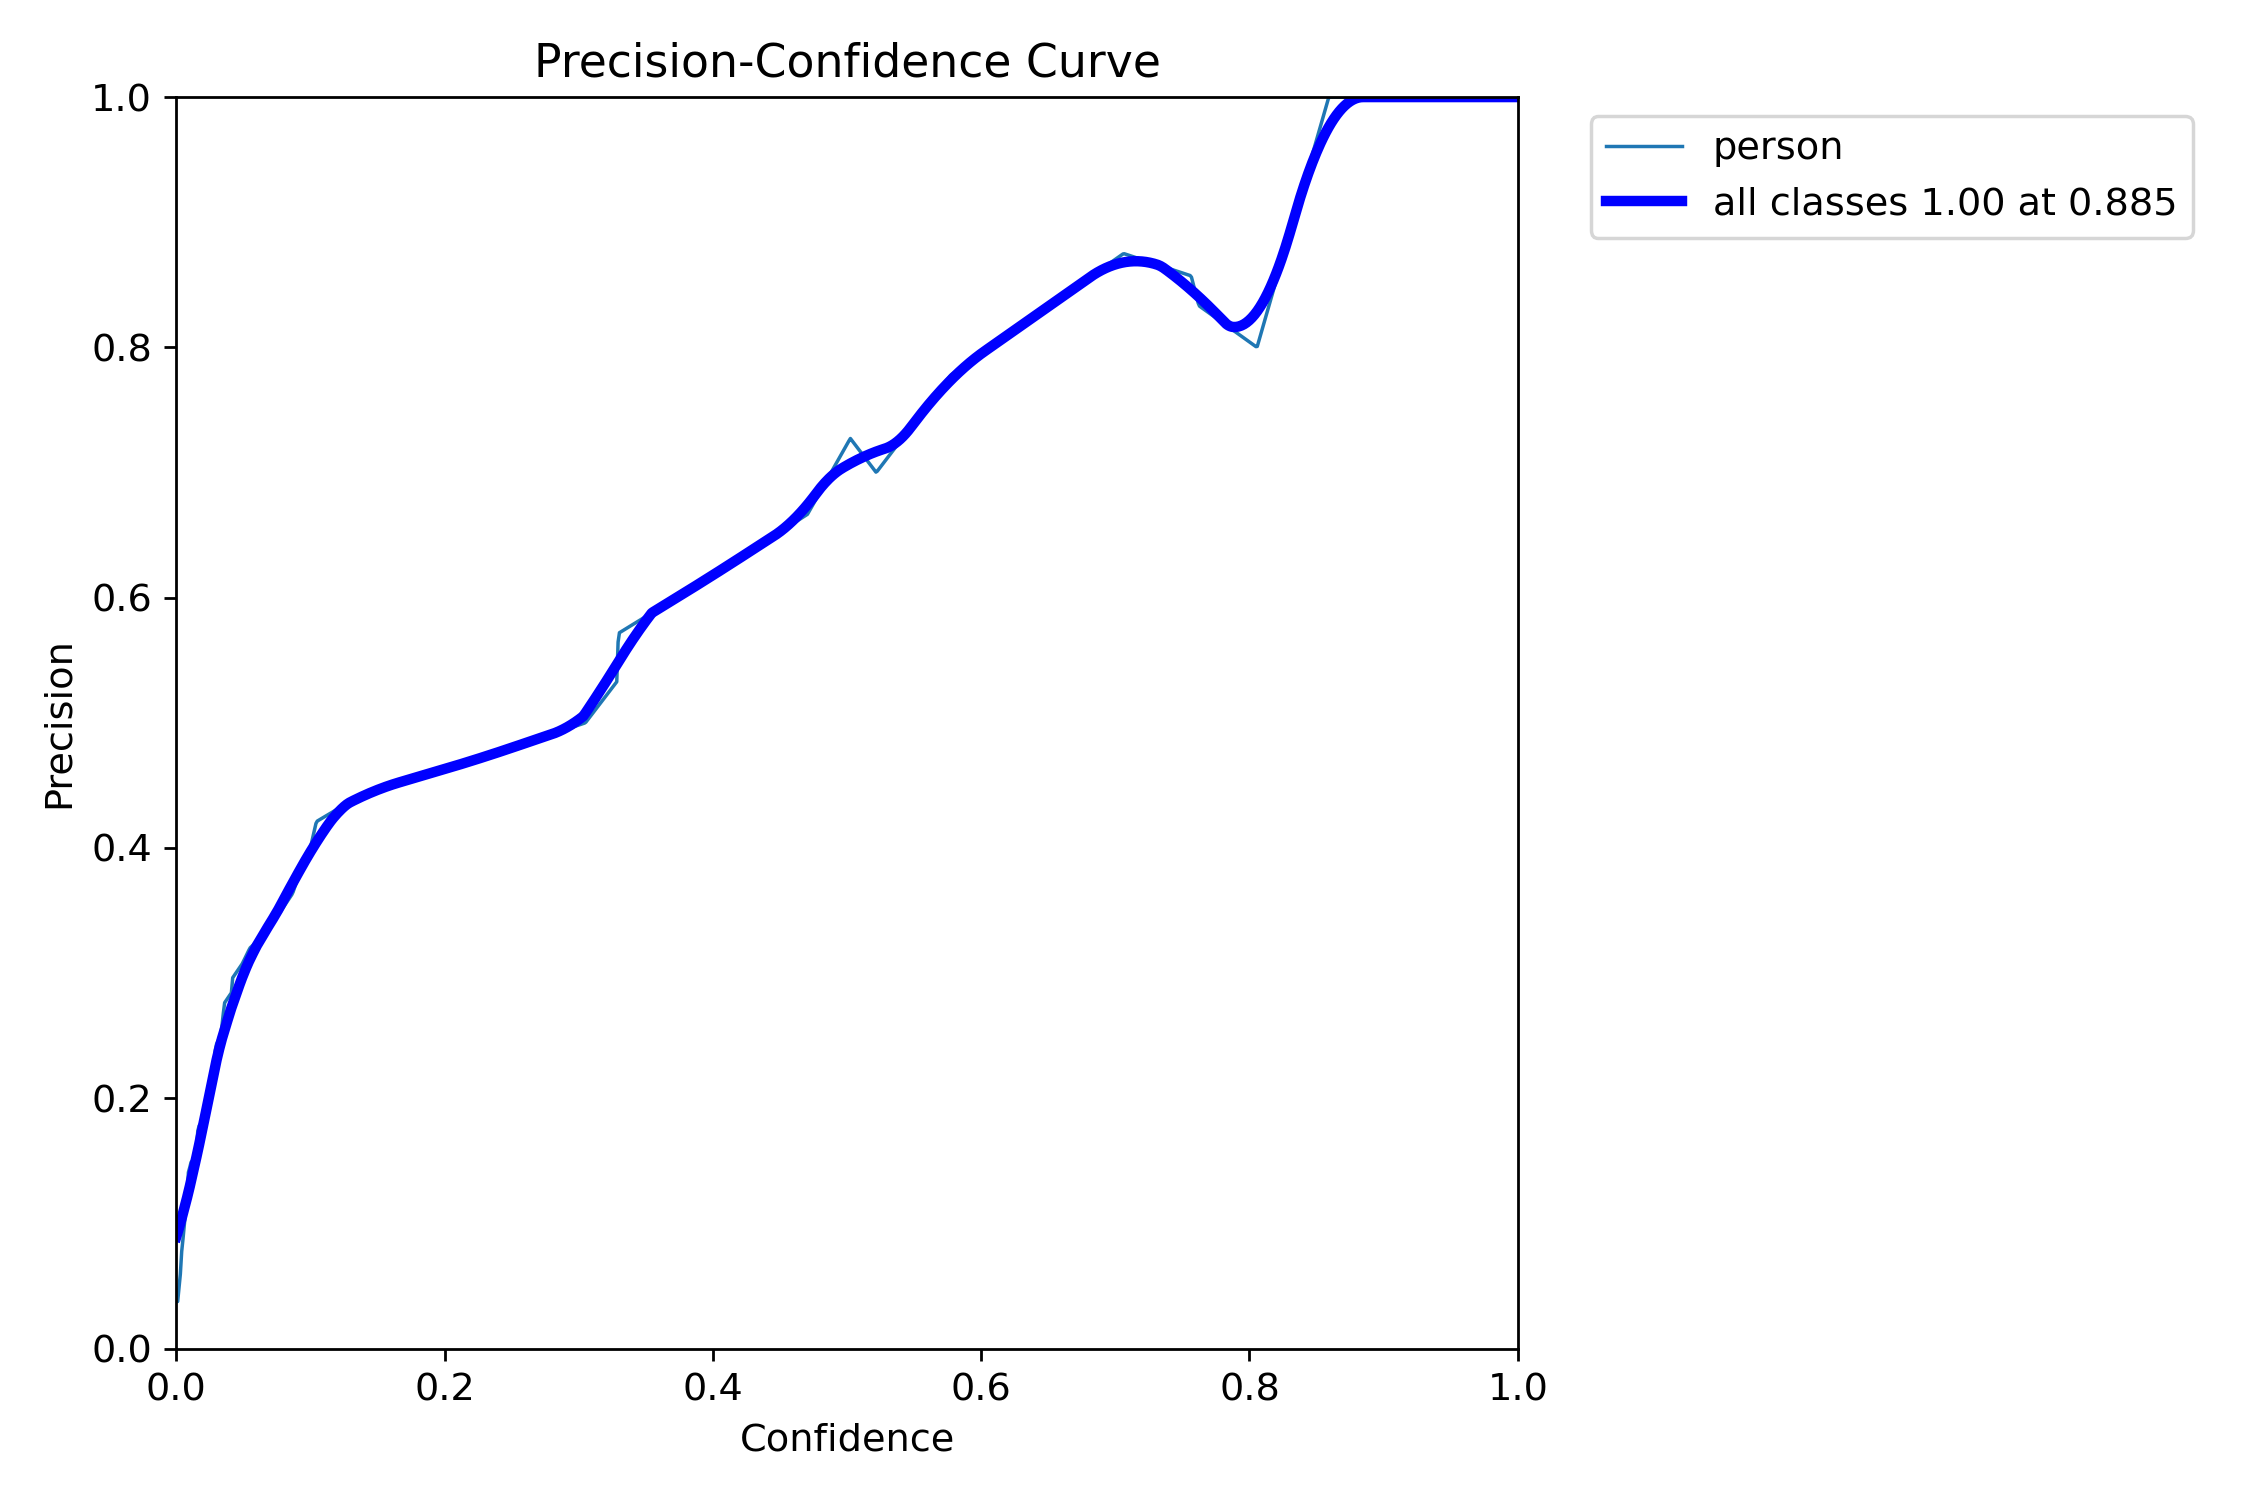 Precision-Confidence Curve
1.0
0.8
0.6
0.4
0.2
0.0
Precision
0.0 0.2 0.4 0.6 0.8 1.0
Confidence
person
all classes 1.00 at 0.885